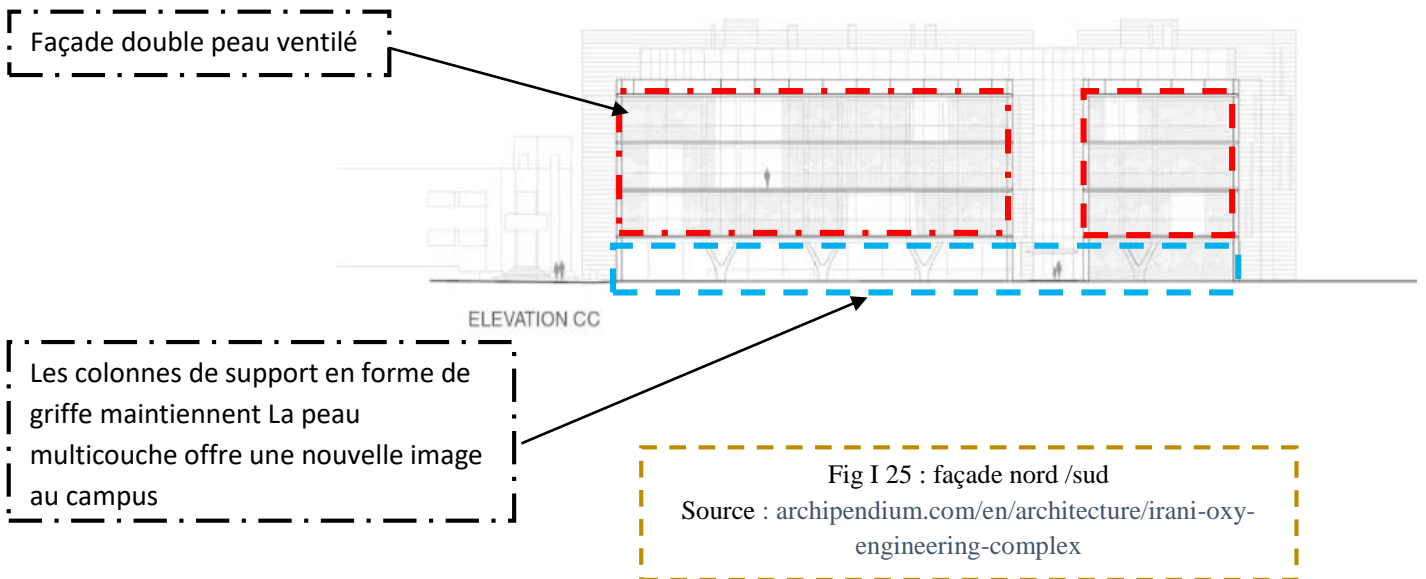 Façade double peau ventilé
ELEVATION CC
Les colonnes de support en forme de
griffe maintiennent La peau
multicouche offre une nouvelle image
au campus
Fig I 25 : façade nord /sud
Source : archipendium.com/en/architecture/irani-oxy-
engineering-complex